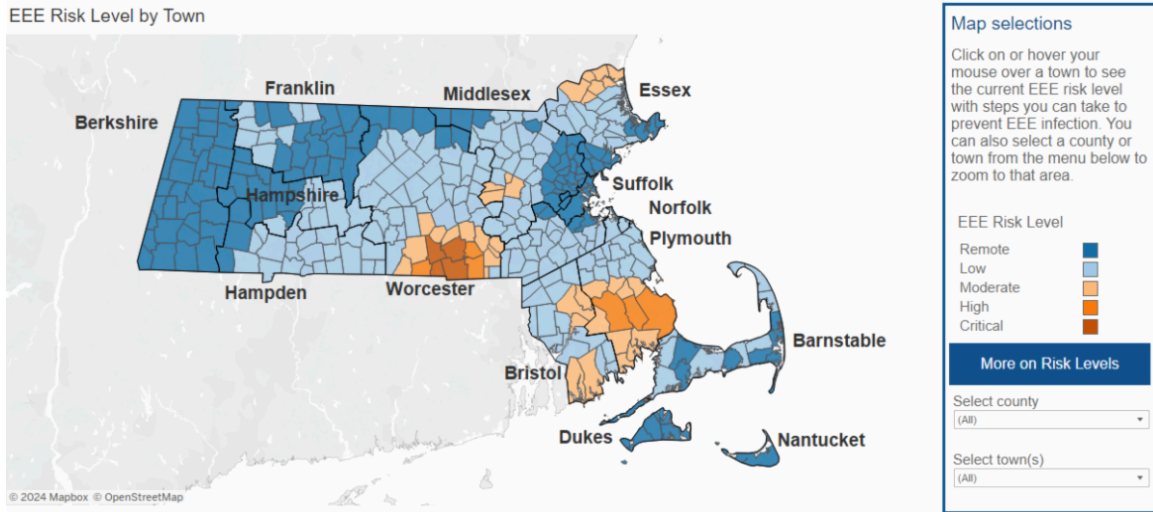 EEE Risk Level by Town
Franklin
Middlesex
Essex
Berkshire
Hampshire
Suffolk
Norfolk
Plymouth
Hampden
Worcester
Barnstable
Bristol
Dukes
Nantucket
© 2024 Mapbox © OpenStreetMap
Map selections
Click on or hover your
mouse over a town to see
the current EEE risk level
with steps you can take to
prevent EEE infection. You
can also select a county or
town from the menu below to
zoom to that area.
EEE Risk Level
Remote
Low
Moderate
High
Critical
More on Risk Levels
Select county
(All)
Select town(s)
(All)